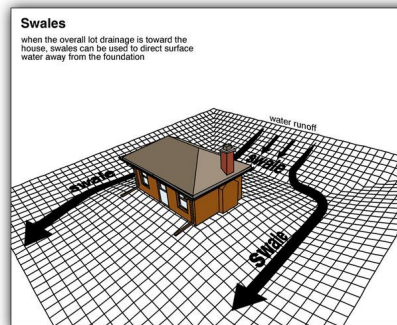 Swales
when the overall lot drainage is toward the
house, swales can be used to direct surface
water away from the foundation
water runoff
swale
swale
Swale